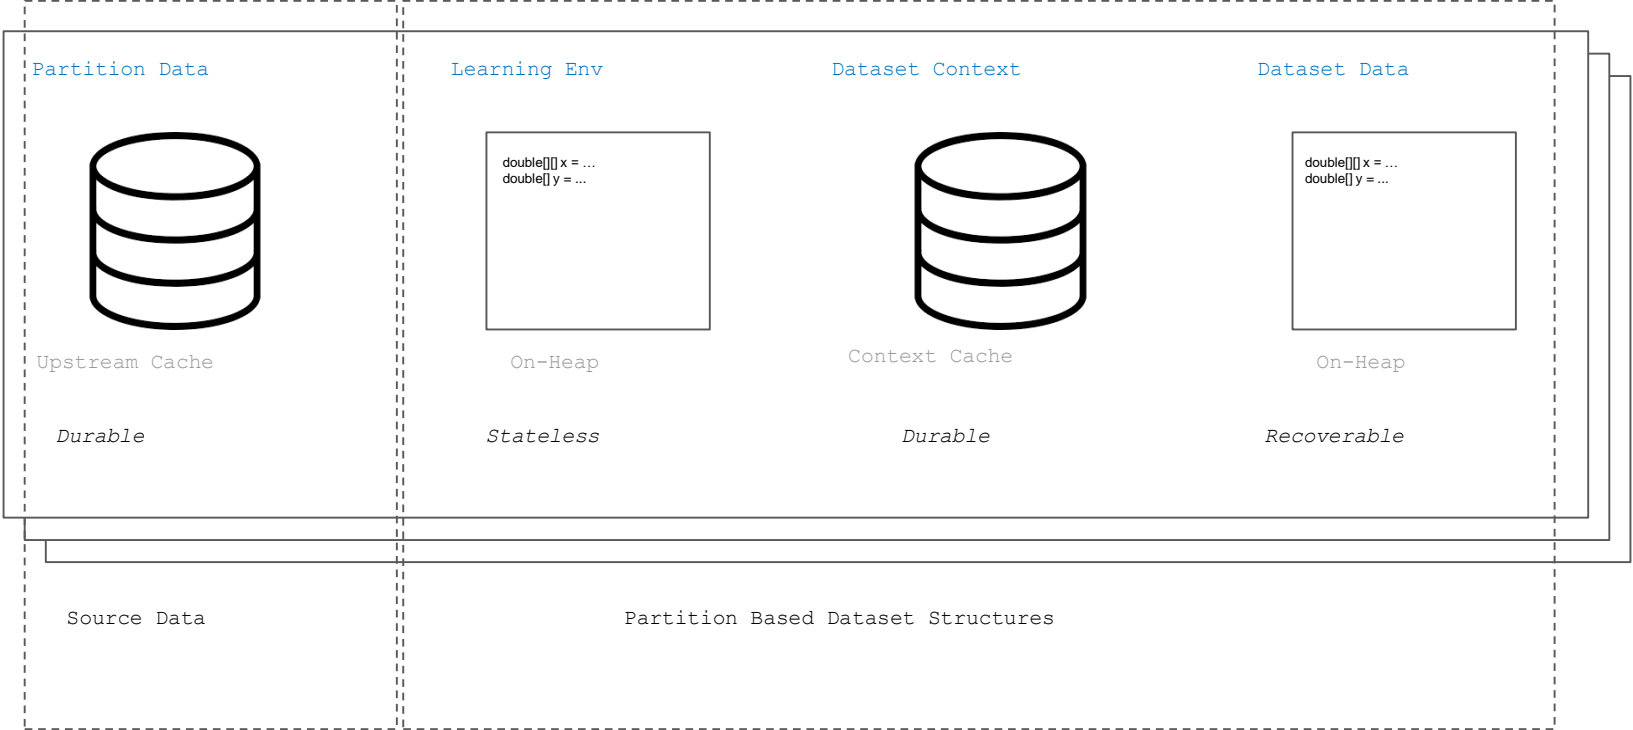 Partition Data
Learning Env
Dataset Context
Dataset Data
double[][] x = ...
double[] y = ...
double[][] x = ...
double[] y = ...
Upstream Cache
On-Heap
Context Cache
On-Heap
Durable
Stateless
Durable
Recoverable
Source Data
Partition Based Dataset Structures